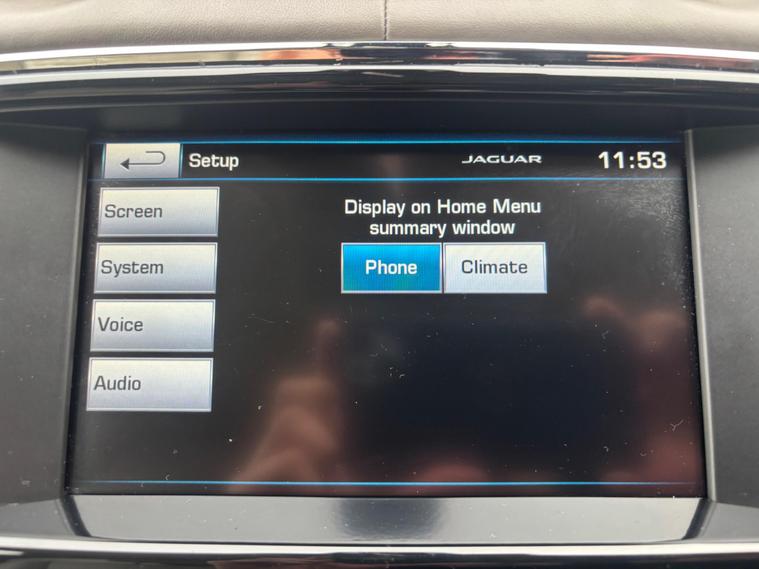 Setup
JAGUAR
11:53
Screen
System
Voice
Audio
Display on Home Menu
summary window
Phone
Climate